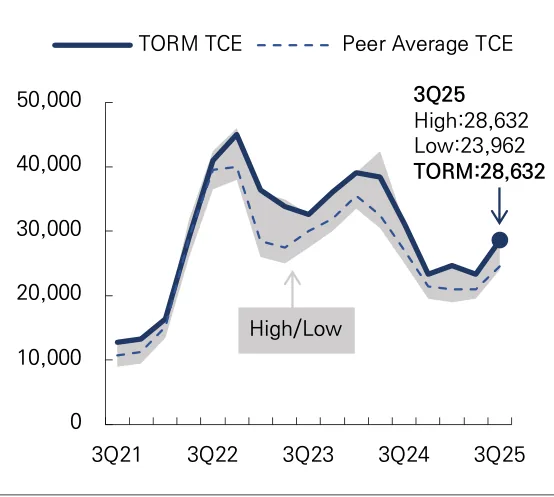 TORM TCE Peer Average TCE
50,000
40,000
30,000
20,000
10,000
0
3Q25
High:28,632
Low:23,962
TORM:28,632
High/Low
3Q21 3Q22 3Q23 3Q24 3Q25